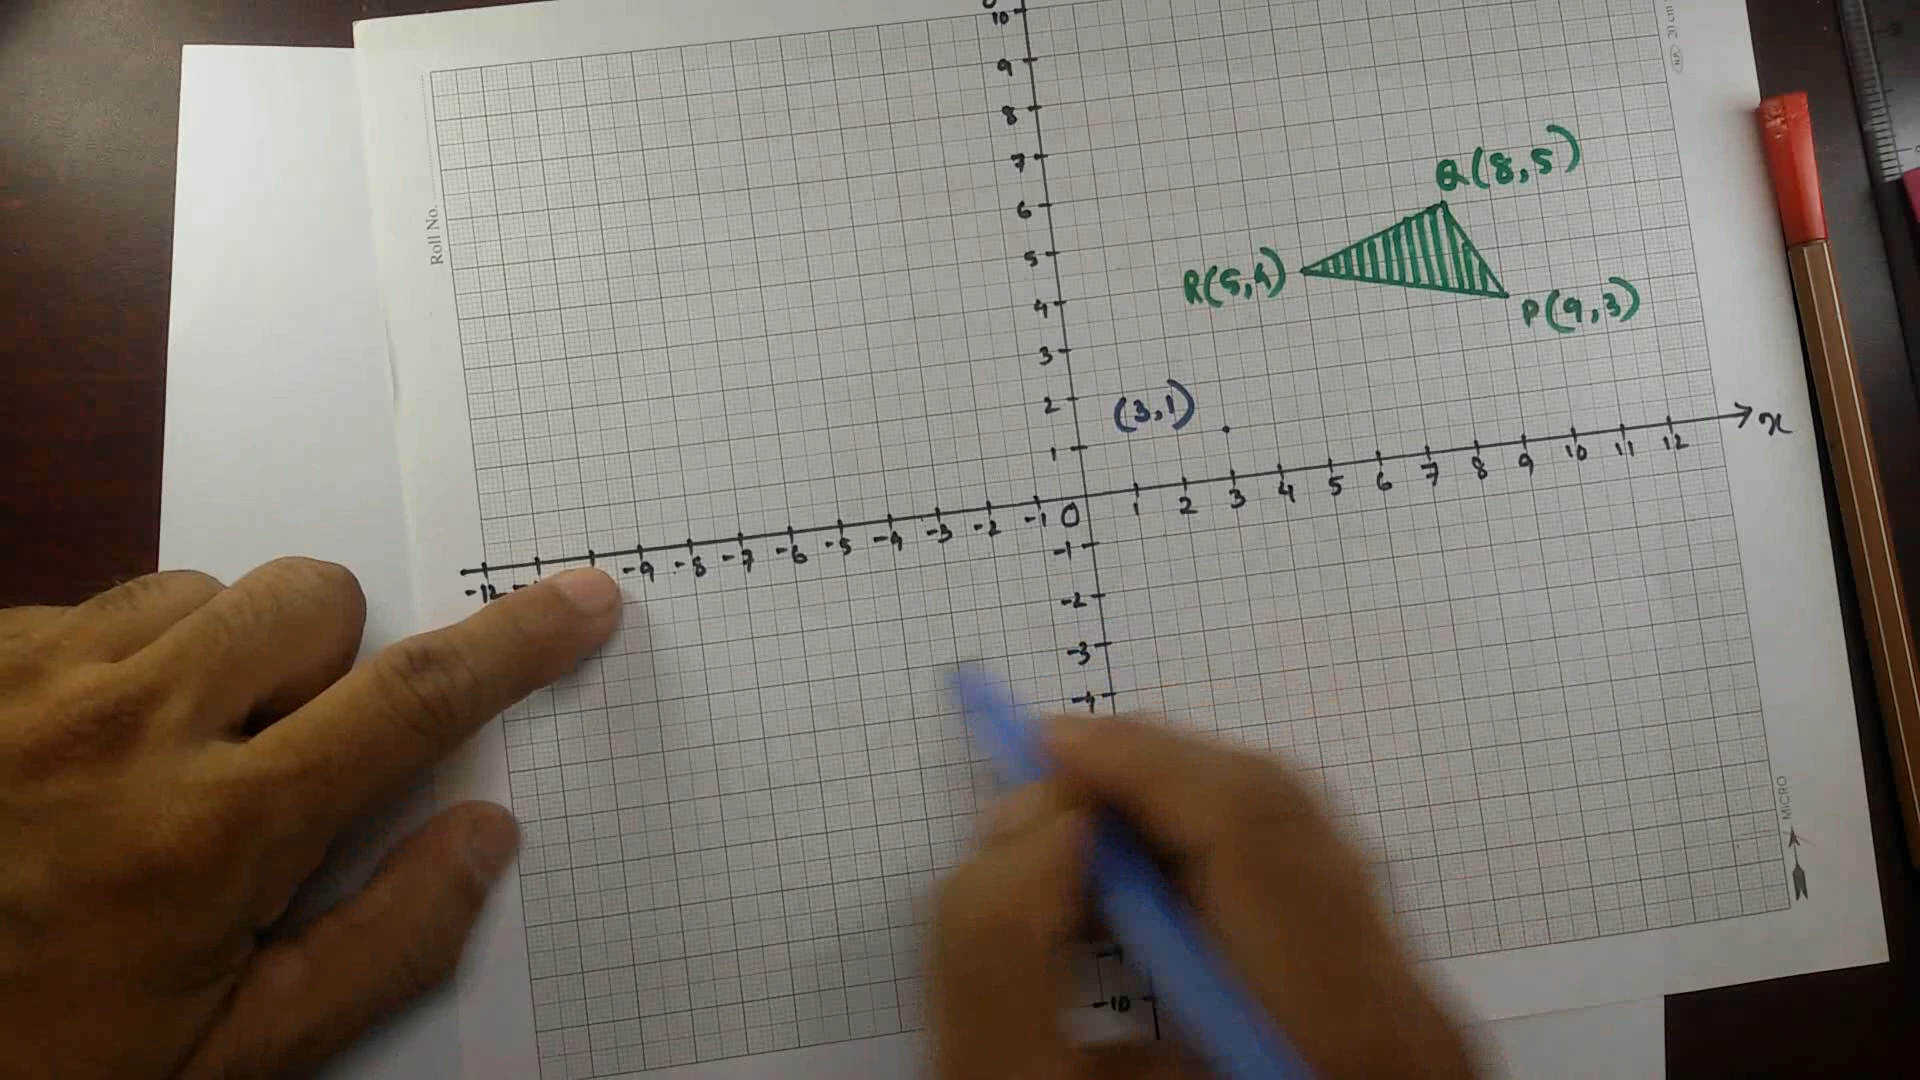 10
20 cm
9
8
7
Q(8,5)
6
Roll No.
5
R(5,4)
4
P(9,3)
3
2
(3,1)
1
x
-12 -9 -8 -7 -6 -5 -4 -3 -2 -1 0 1 2 3 4 5 6 7 8 9 10 11 12
-1
-2
-3
-4
MICRO
-10